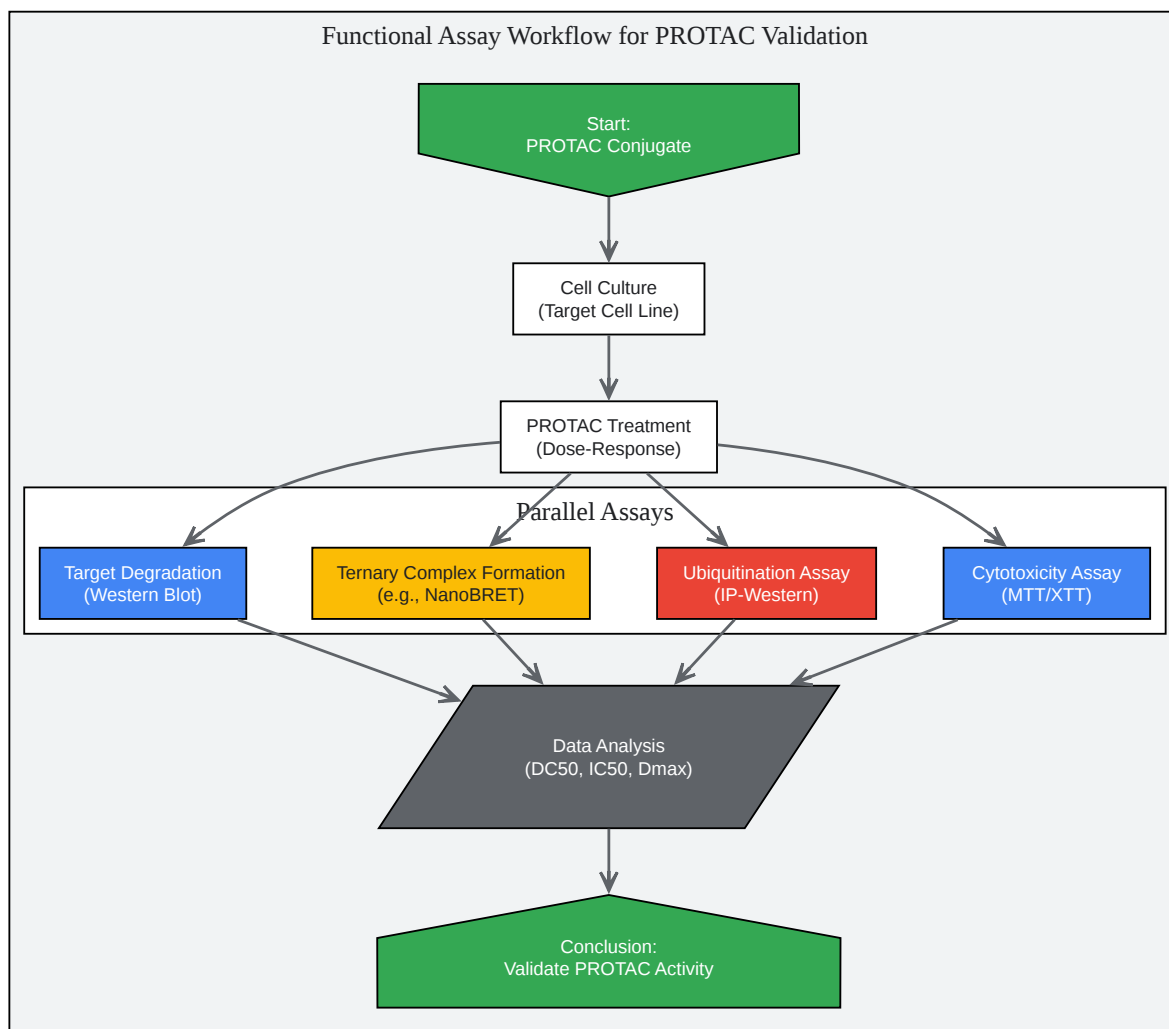 Functional Assay Workflow for PROTAC Validation
Start:
PROTAC Conjugate
Cell Culture
(Target Cell Line)
PROTAC Treatment
(Dose-Response)
Parallel Assays
Target Degradation
(Western Blot)
Ternary Complex Formation
(e.g., NanoBRET)
Ubiquitination Assay
(IP-Western)
Cytotoxicity Assay
(MTT/XTT)
Data Analysis
(DC50, IC50, Dmax)
Conclusion:
Validate PROTAC Activity